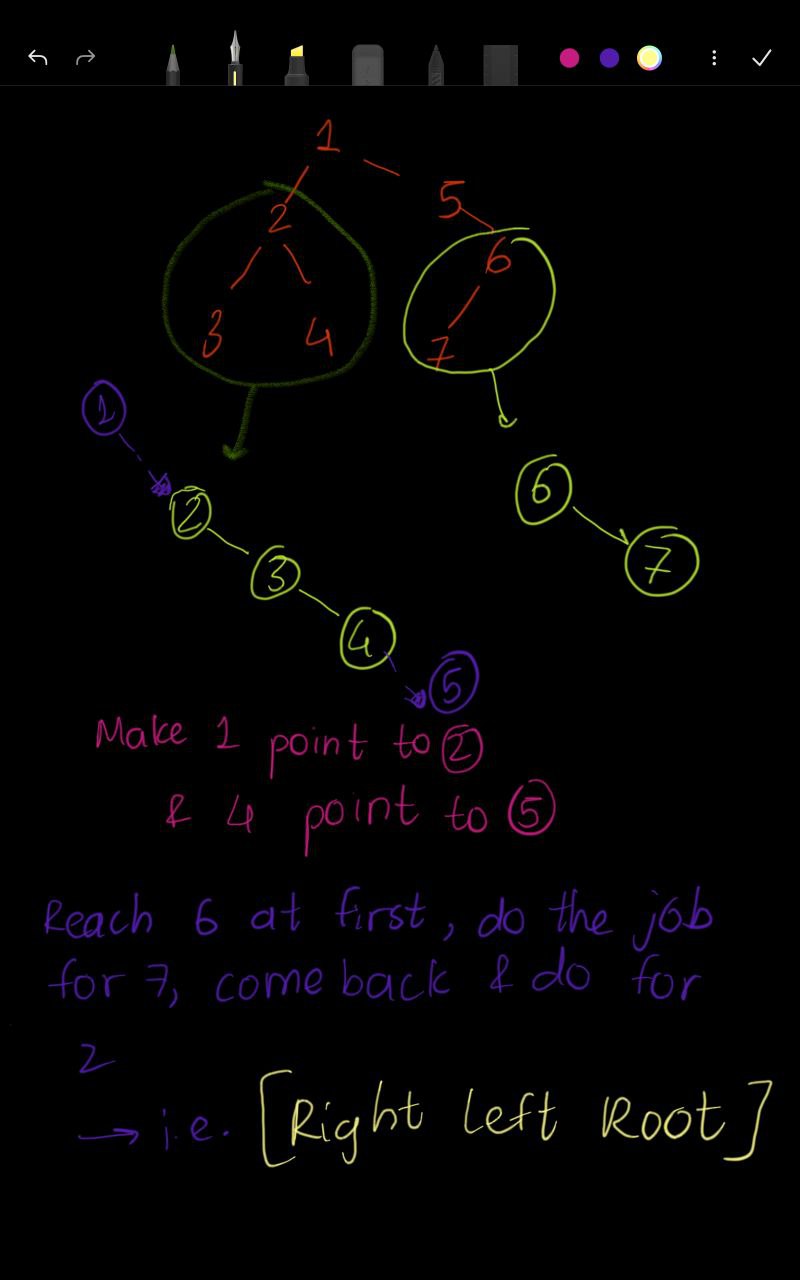 1
2 5
6
3 4 7
1
2 6
3 7
4
5
Make 1 point to 2
& 4 point to 5
Reach 6 at first, do the job
for 7, come back & do for
2
→ i.e. [Right Left Root]